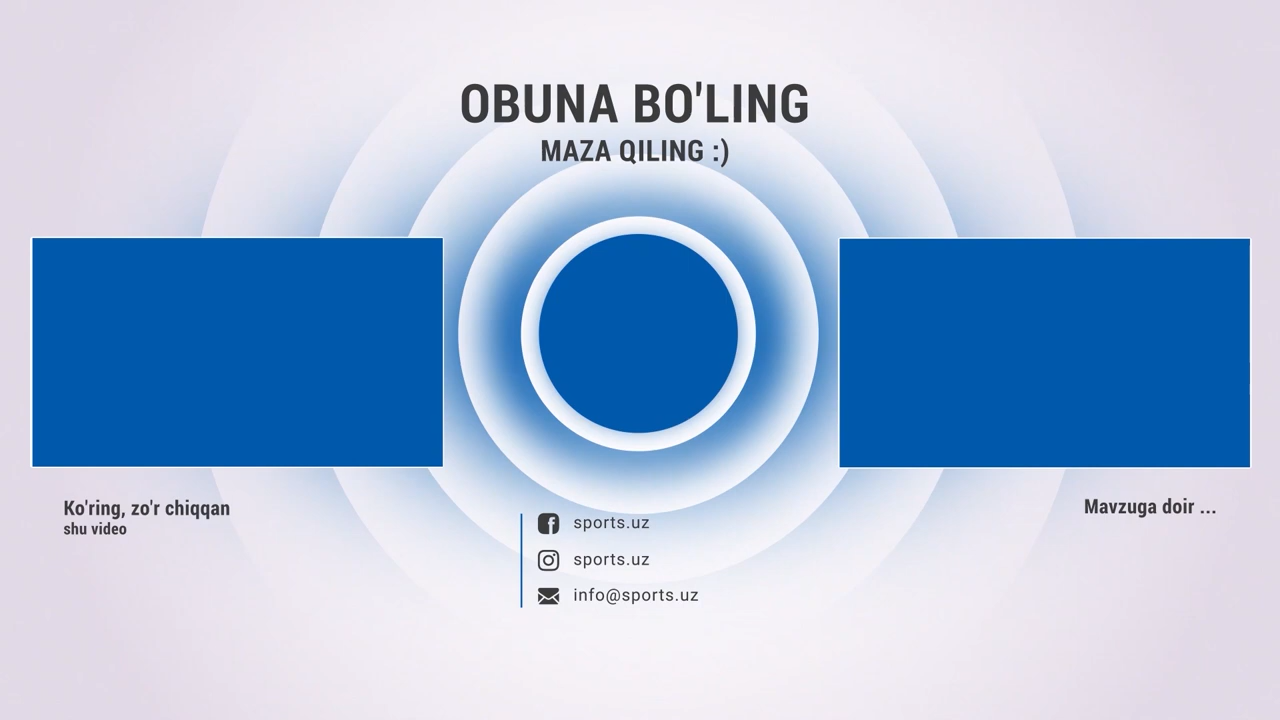 OBUNA BO'LING
MAZA QILING :)
Ko'ring, zo'r chiqqan
shu video
Mavzuga doir ...
sports.uz
sports.uz
info@sports.uz